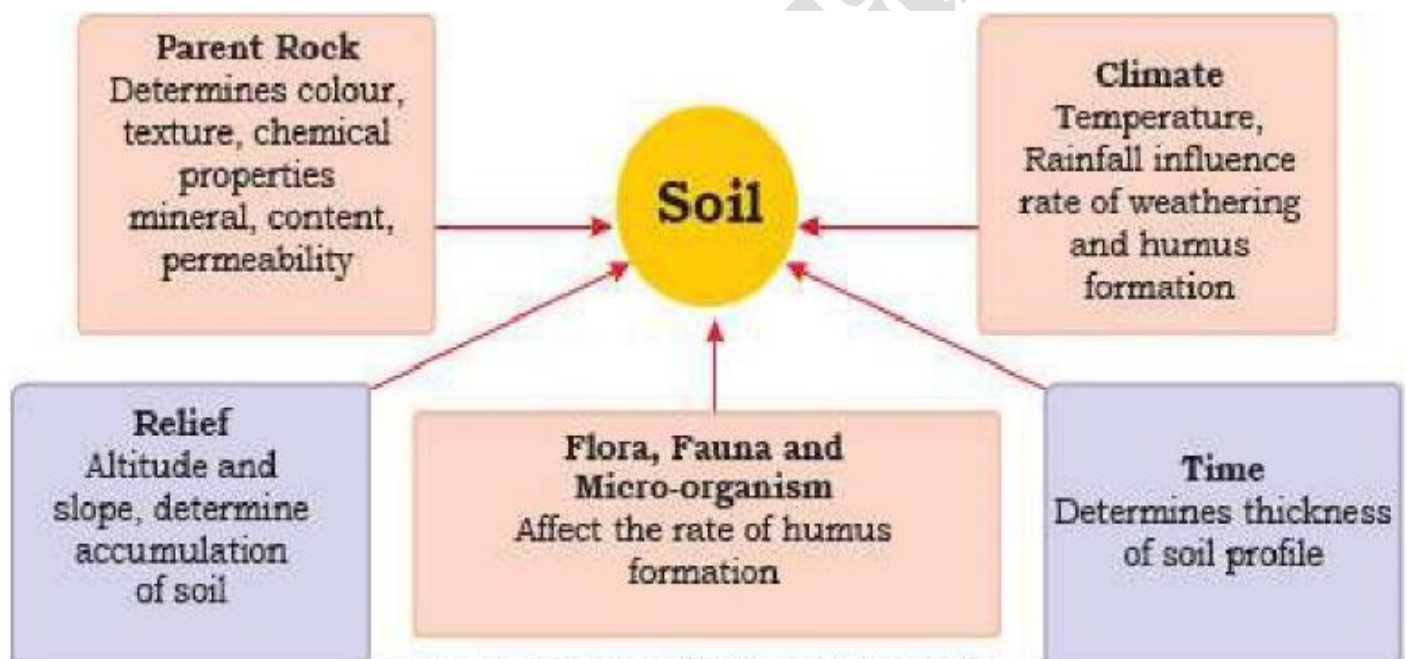 Parent Rock
Determines colour,
texture, chemical
properties
mineral, content,
permeability
Soil
Climate
Temperature,
Rainfall influence
rate of weathering
and humus
formation
Relief
Altitude and
slope, determine
accumulation
of soil
Flora, Fauna and
Micro-organism
Affect the rate of humus
formation
Time
Determines thickness
of soil profile